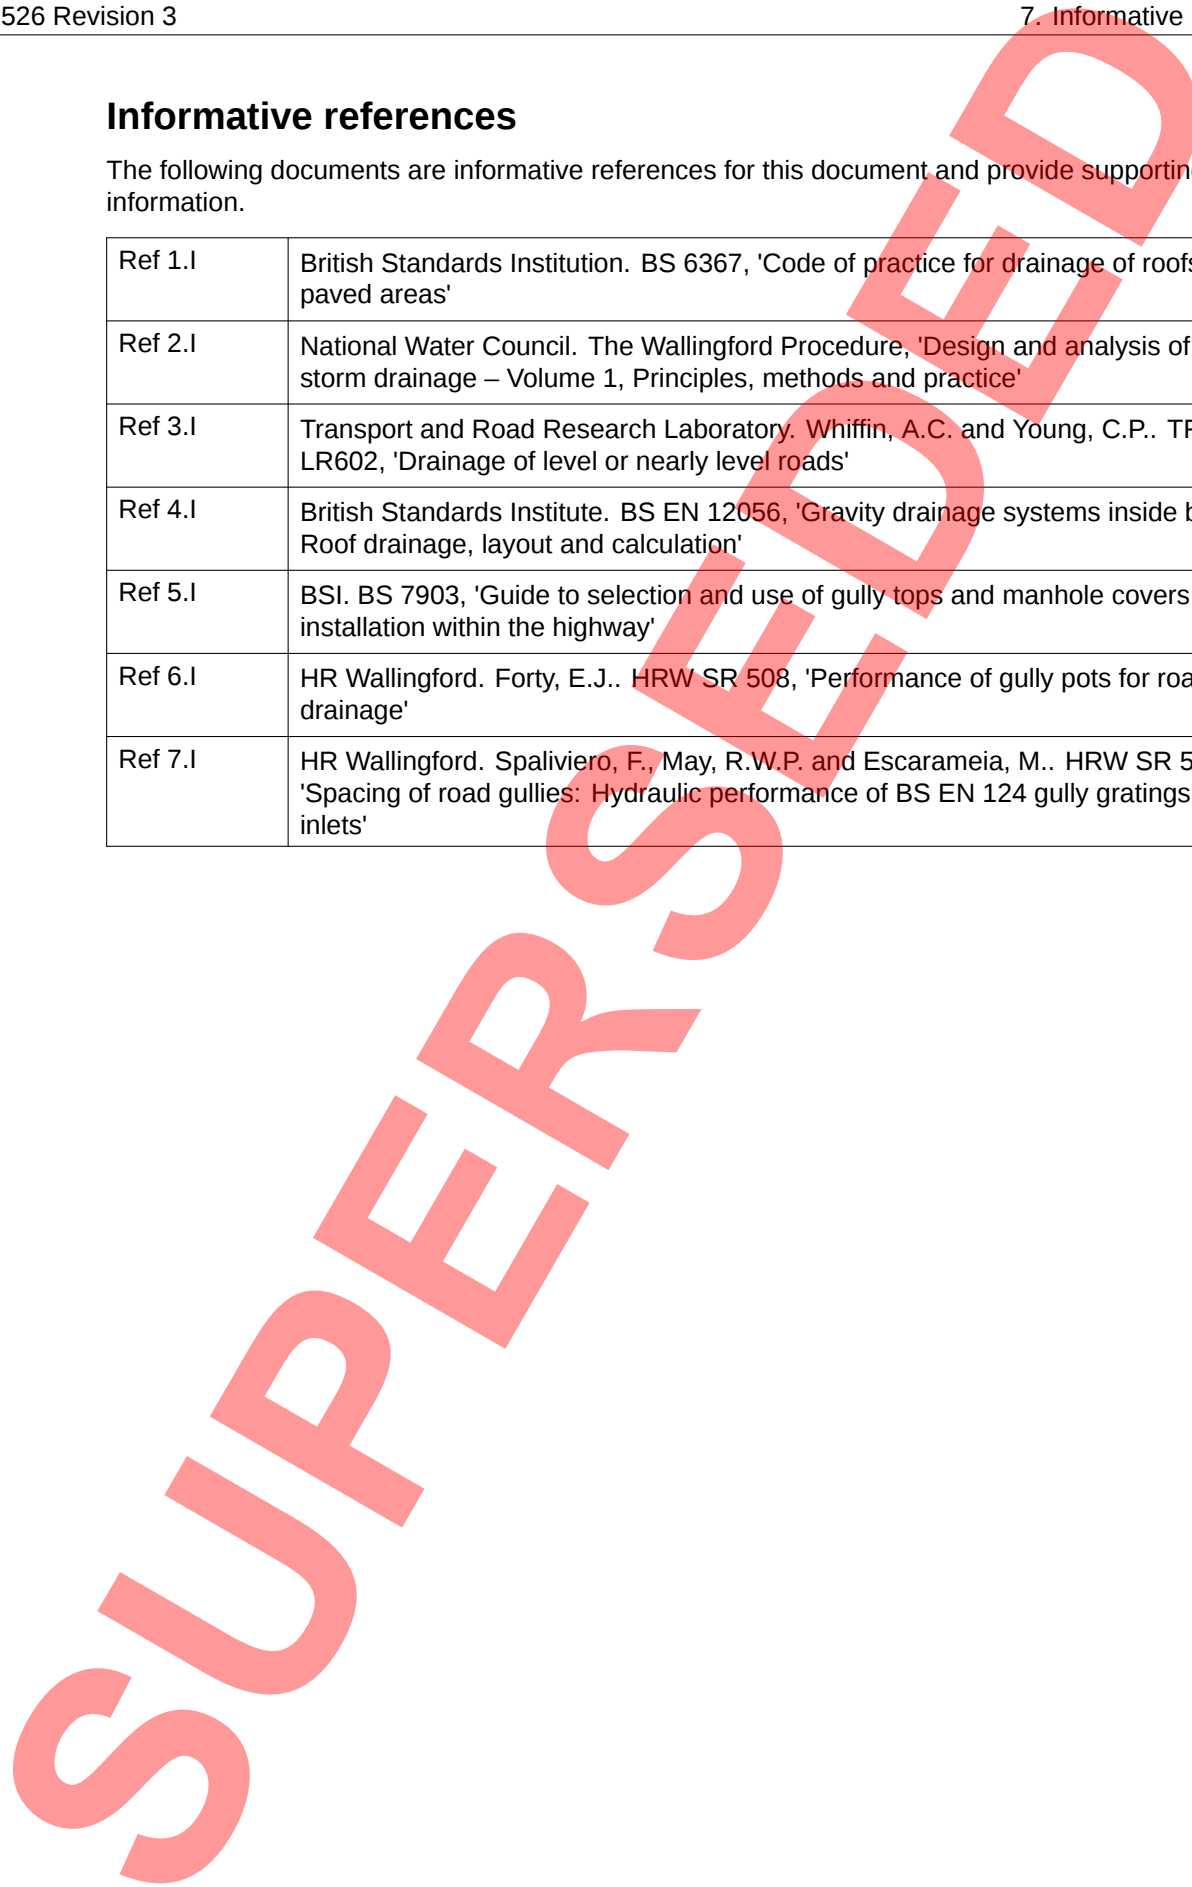 526 Revision 3
7. Informative
Informative references
The following documents are informative references for this document and provide supporting
information.
Ref 1.I
British Standards Institution. BS 6367, 'Code of practice for drainage of roofs
paved areas'
Ref 2.I
National Water Council. The Wallingford Procedure, 'Design and analysis of
storm drainage – Volume 1, Principles, methods and practice'
Ref 3.I
Transport and Road Research Laboratory. Whiffin, A.C. and Young, C.P..
LR602, 'Drainage of level or nearly level roads'
Ref 4.I
British Standards Institute. BS EN 12056, 'Gravity drainage systems inside
Roof drainage, layout and calculation'
Ref 5.I
BSI. BS 7903, 'Guide to selection and use of gully tops and manhole covers
installation within the highway'
Ref 6.I
HR Wallingford. Forty, E.J.. HRW SR 508, 'Performance of gully pots for
drainage'
Ref 7.I
HR Wallingford. Spaliviero, F., May, R.W.P. and Escarameia, M.. HRW SR
'Spacing of road gullies: Hydraulic performance of BS EN 124 gully gratings
inlets'
SUPERSEDED